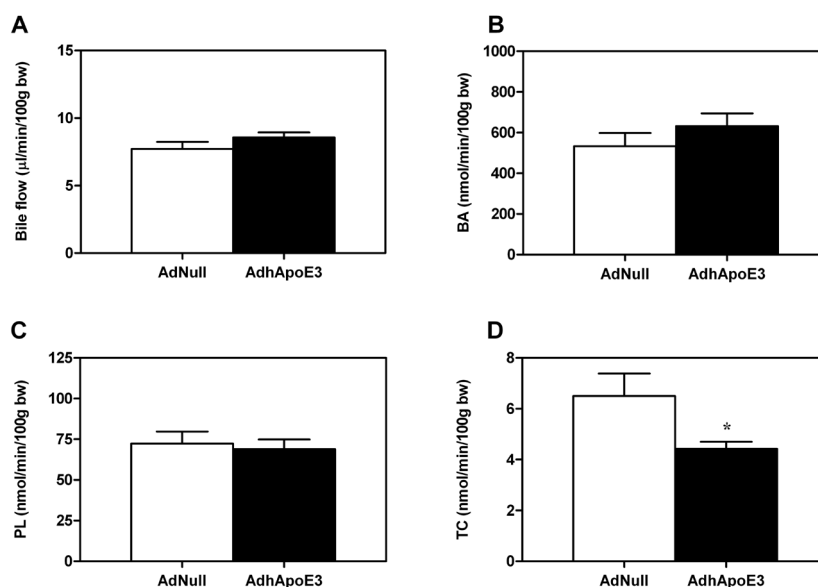 A
Bile flow (µl/min/100g bw)
15
10
5
0
AdNull AdhApoE3
B
BA (nmol/min/100g bw)
1000
800
600
400
200
0
AdNull AdhApoE3
C
PL (nmol/min/100g bw)
125
100
75
50
25
0
AdNull AdhApoE3
D
TC (nmol/min/100g bw)
8
6
4
2
0
*
AdNull AdhApoE3